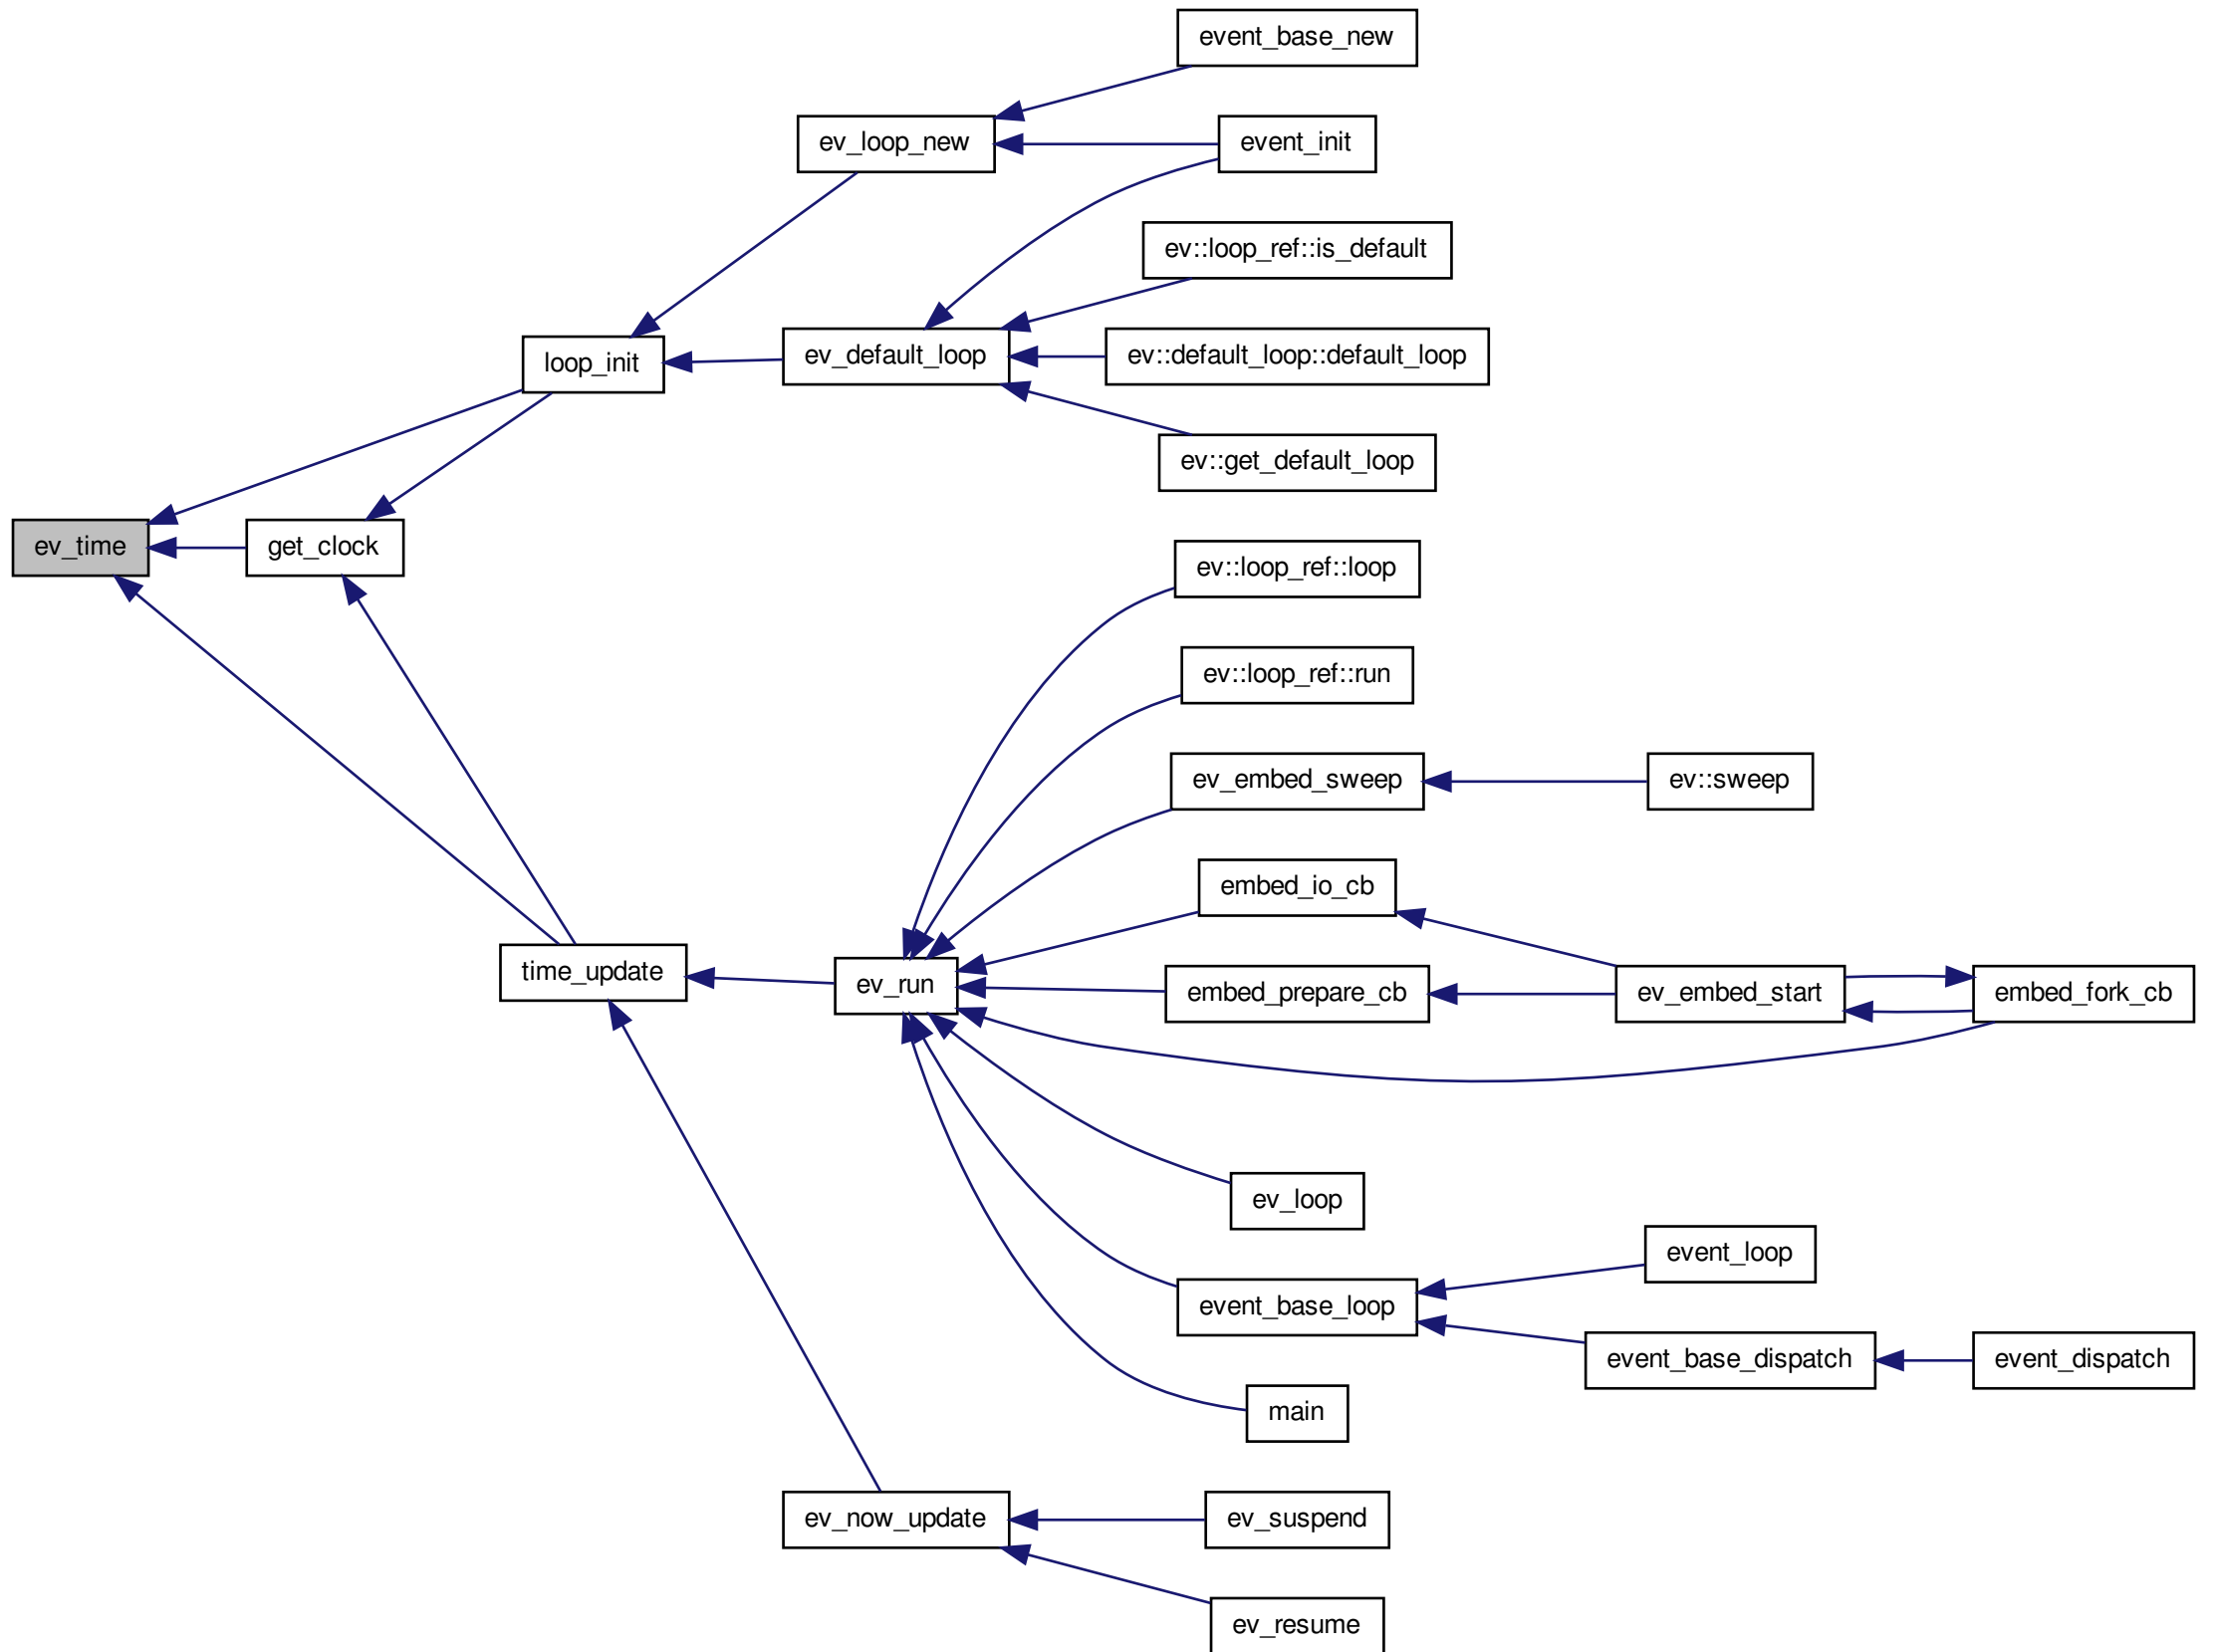 event_base_new
ev_loop_new
event_init
ev::loop_ref::is_default
loop_init
ev_default_loop
ev::default_loop::default_loop
ev::get_default_loop
ev_time
get_clock
ev::loop_ref::loop
ev::loop_ref::run
ev_embed_sweep
ev::sweep
embed_io_cb
time_update
ev_run
embed_prepare_cb
ev_embed_start
embed_fork_cb
ev_loop
event_loop
event_base_loop
event_base_dispatch
event_dispatch
main
ev_now_update
ev_suspend
ev_resume